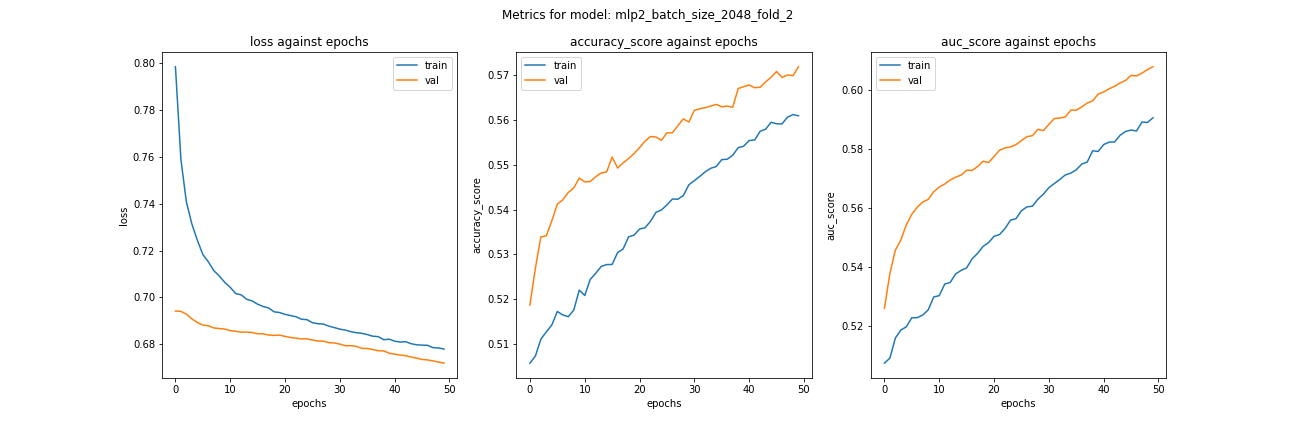 Metrics for model: mlp2_batch_size_2048_fold_2
loss against epochs
0.80
0.78
0.76
0.74
0.72
0.70
0.68
loss
train
val
0 10 20 30 40 50
epochs
accuracy_score against epochs
0.57
0.56
0.55
0.54
0.53
0.52
0.51
accuracy_score
train
val
0 10 20 30 40 50
epochs
auc_score against epochs
0.60
0.58
0.56
0.54
0.52
auc_score
train
val
0 10 20 30 40 50
epochs